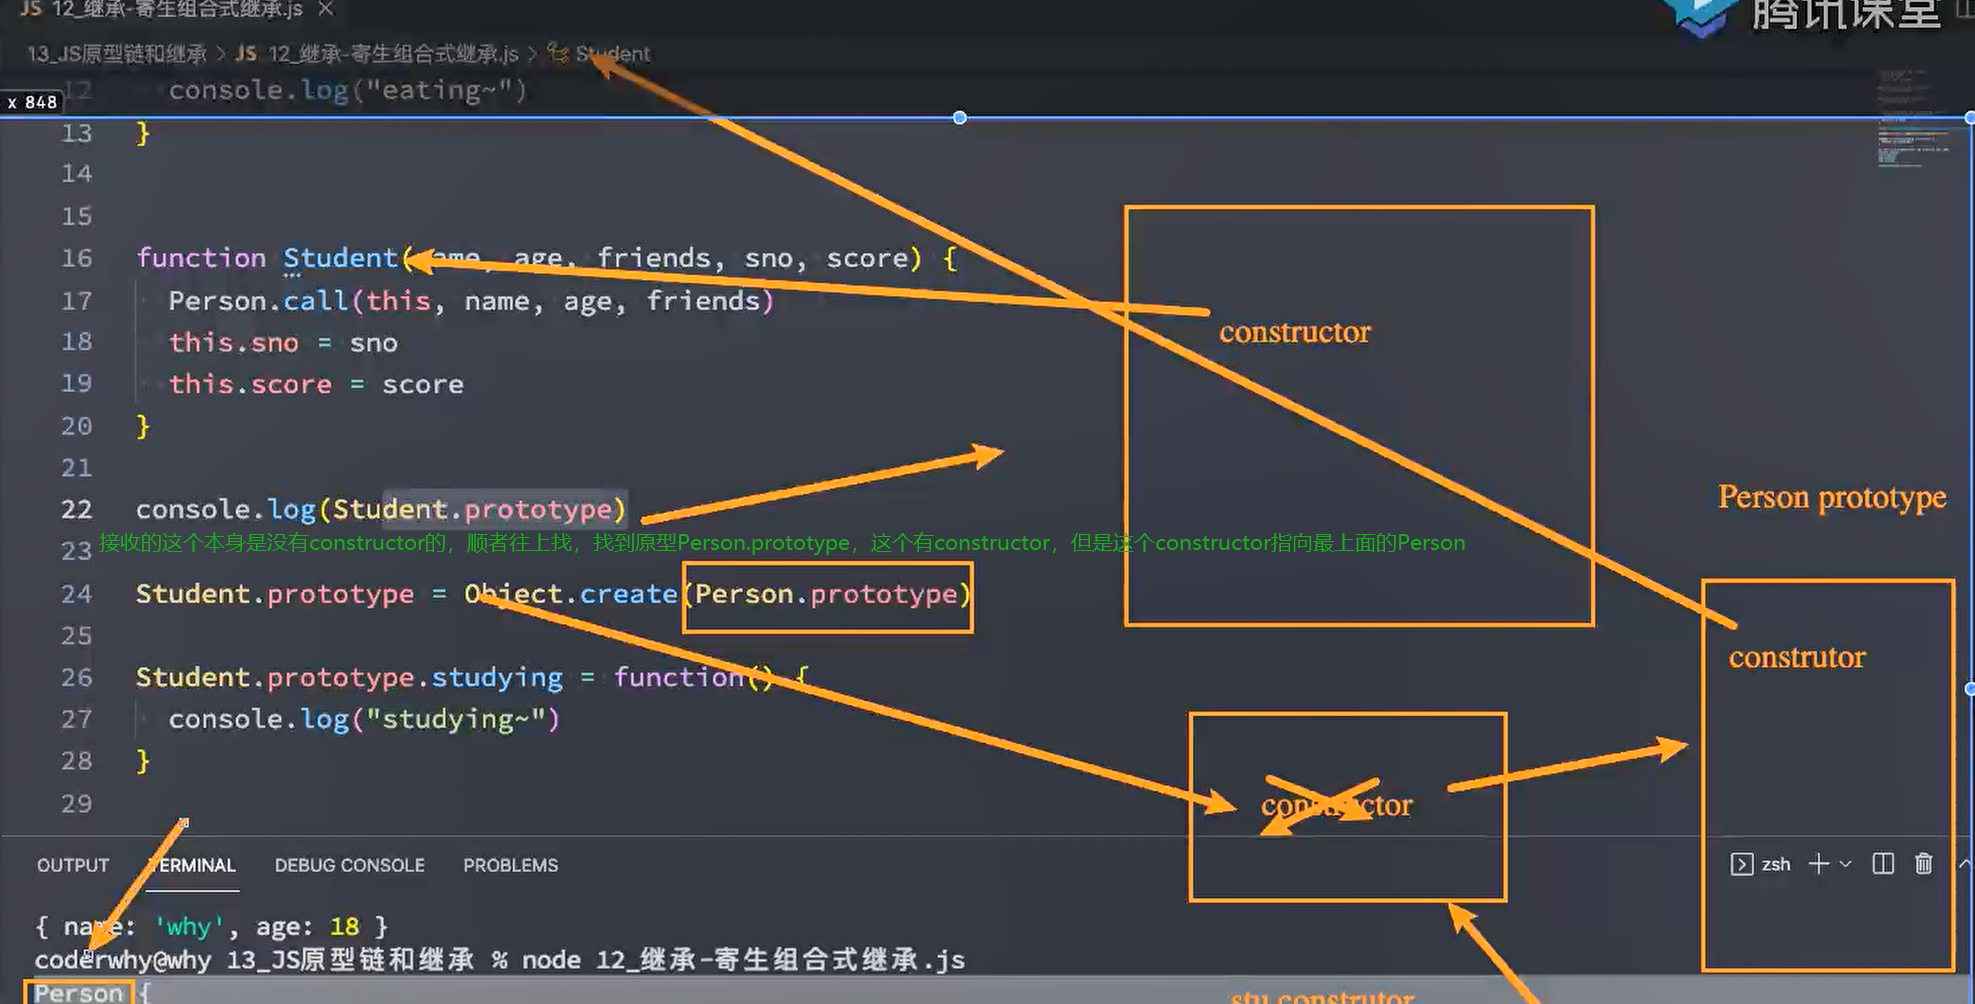 JS 12_继承-寄生组合式继承.js ×
腾讯课堂
13_JS原型链和继承 > JS 12_继承-寄生组合式继承.js > Student
x 848
12 console.log("eating~")
13 }
14
15
16 function Student(name, age, friends, sno, score) {
17 Person.call(this, name, age, friends)
constructor
18 this.sno = sno
19 this.score = score
20 }
21
Person prototype
22 console.log(Student.prototype)
23 接收的这个本身是没有constructor的，顺者往上找，找到原型Person.prototype，这个有constructor，但是这个constructor指向最上面的Person
24 Student.prototype = Object.create(Person.prototype)
25
construtor
26 Student.prototype.studying = function() {
27 console.log("studying~")
28 }
29
constructor
OUTPUT TERMINAL DEBUG CONSOLE PROBLEMS
zsh
{ name: 'why', age: 18 }
coderwhy@why 13_JS原型链和继承 % node 12_继承-寄生组合式继承.js
Person {
stu.construtor